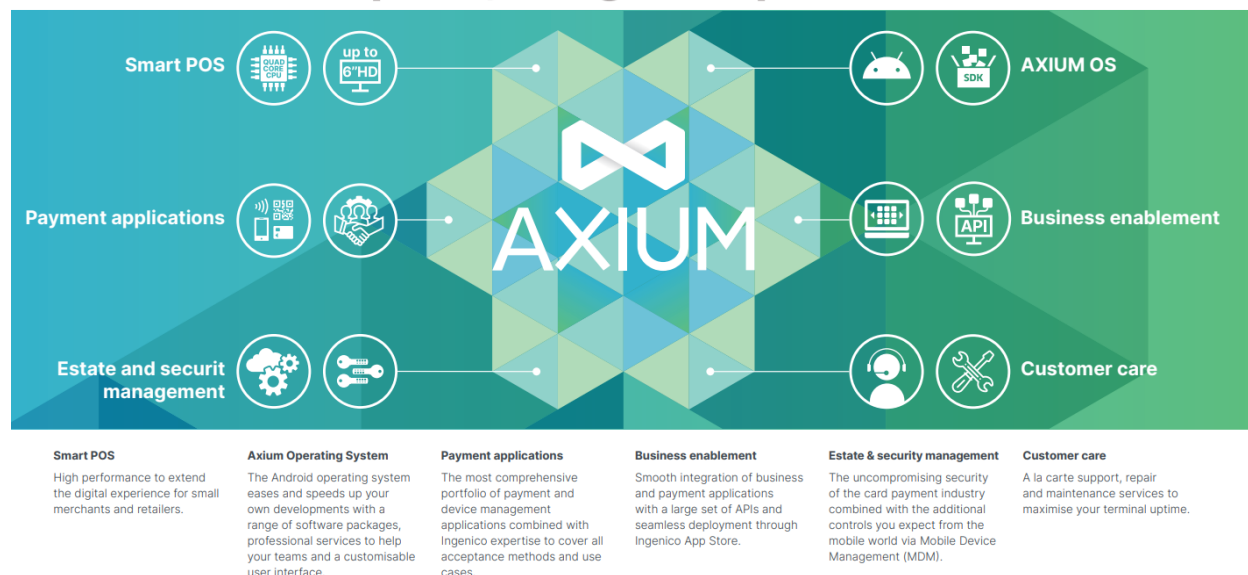 Smart POS
QUAD
CORE
CPU
up to
6"HD
SDK
AXIUM OS
Payment applications
AXIUM
API
Business enablement
Estate and securit
management
Customer care
Smart POS
High performance to extend
the digital experience for small
merchants and retailers.
Axium Operating System
The Android operating system
eases and speeds up your
own developments with a
range of software packages,
professional services to help
your teams and a customisable
user interface
Payment applications
The most comprehensive
portfolio of payment and
device management
applications combined with
Ingenico expertise to cover all
acceptance methods and use
cases
Business enablement
Smooth integration of business
and payment applications
with a large set of APIs and
seamless deployment through
Ingenico App Store.
Estate & security management
The uncompromising security
of the card payment industry
combined with the additional
controls you expect from the
mobile world via Mobile Device
Management (MDM).
Customer care
A la carte support, repair
and maintenance services to
maximise your terminal uptime.